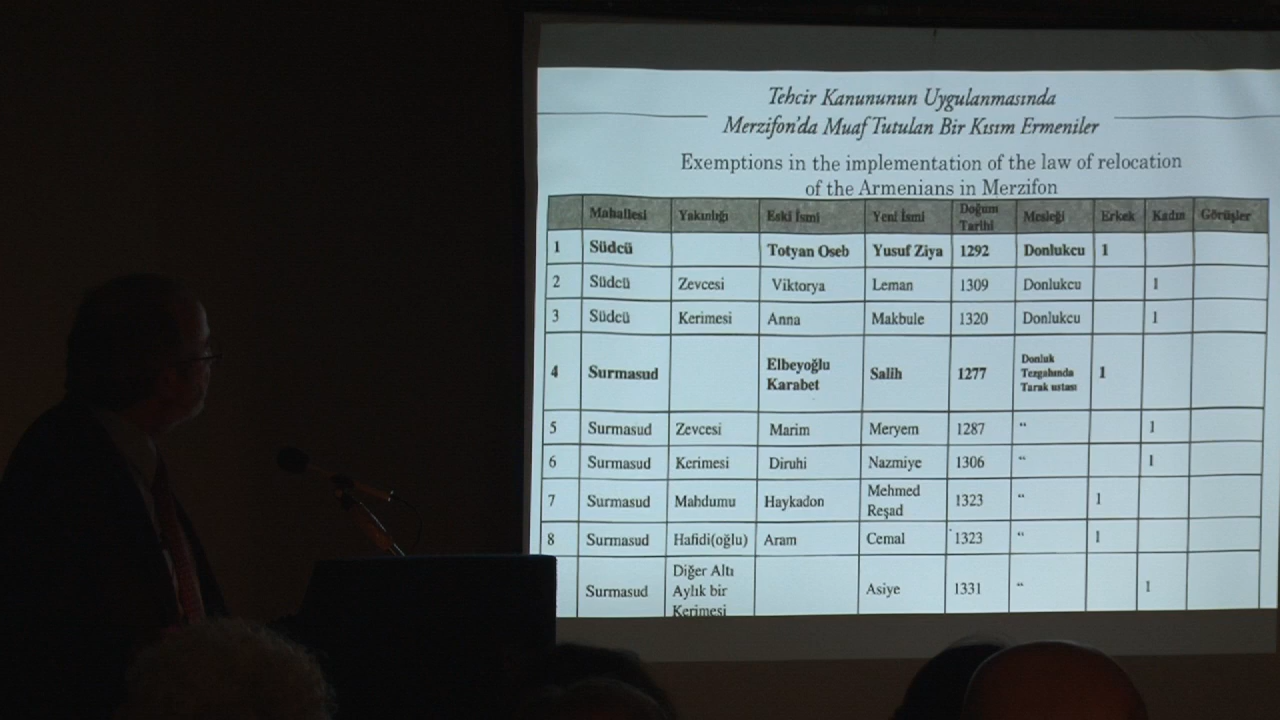 Tehcir Kanununun Uygulanmasında
Merzifon'da Muaf Tutulan Bir Kısım Ermeniler
Exemptions in the implementation of the law of relocation
of the Armenians in Merzifon
Mahallesi Yakınlığı Eski İsmi Yeni İsmi Doğum Tarihi Mesleği Erkek Kadın Görüşler
1 Südcü Totyan Oseb Yusuf Ziya 1292 Donlukcu 1
2 Südcü Zevcesi Viktorya Leman 1309 Donlukcu 1
3 Südcü Kerimesi Anna Makbule 1320 Donlukcu 1
4 Surmasud Elbeyoğlu Karabet Salih 1277 Donluk Tezgahında Tarak ustası 1
5 Surmasud Zevcesi Marim Meryem 1287 “ 1
6 Surmasud Kerimesi Diruhi Nazmiye 1306 “ 1
7 Surmasud Mahdumu Haykadon Mehmed Reşad 1323 “ 1
8 Surmasud Hafidi(oğlu) Aram Cemal 1323 “ 1
Surmasud Diğer Altı Aylık bir Kerimesi Asiye 1331 “ 1